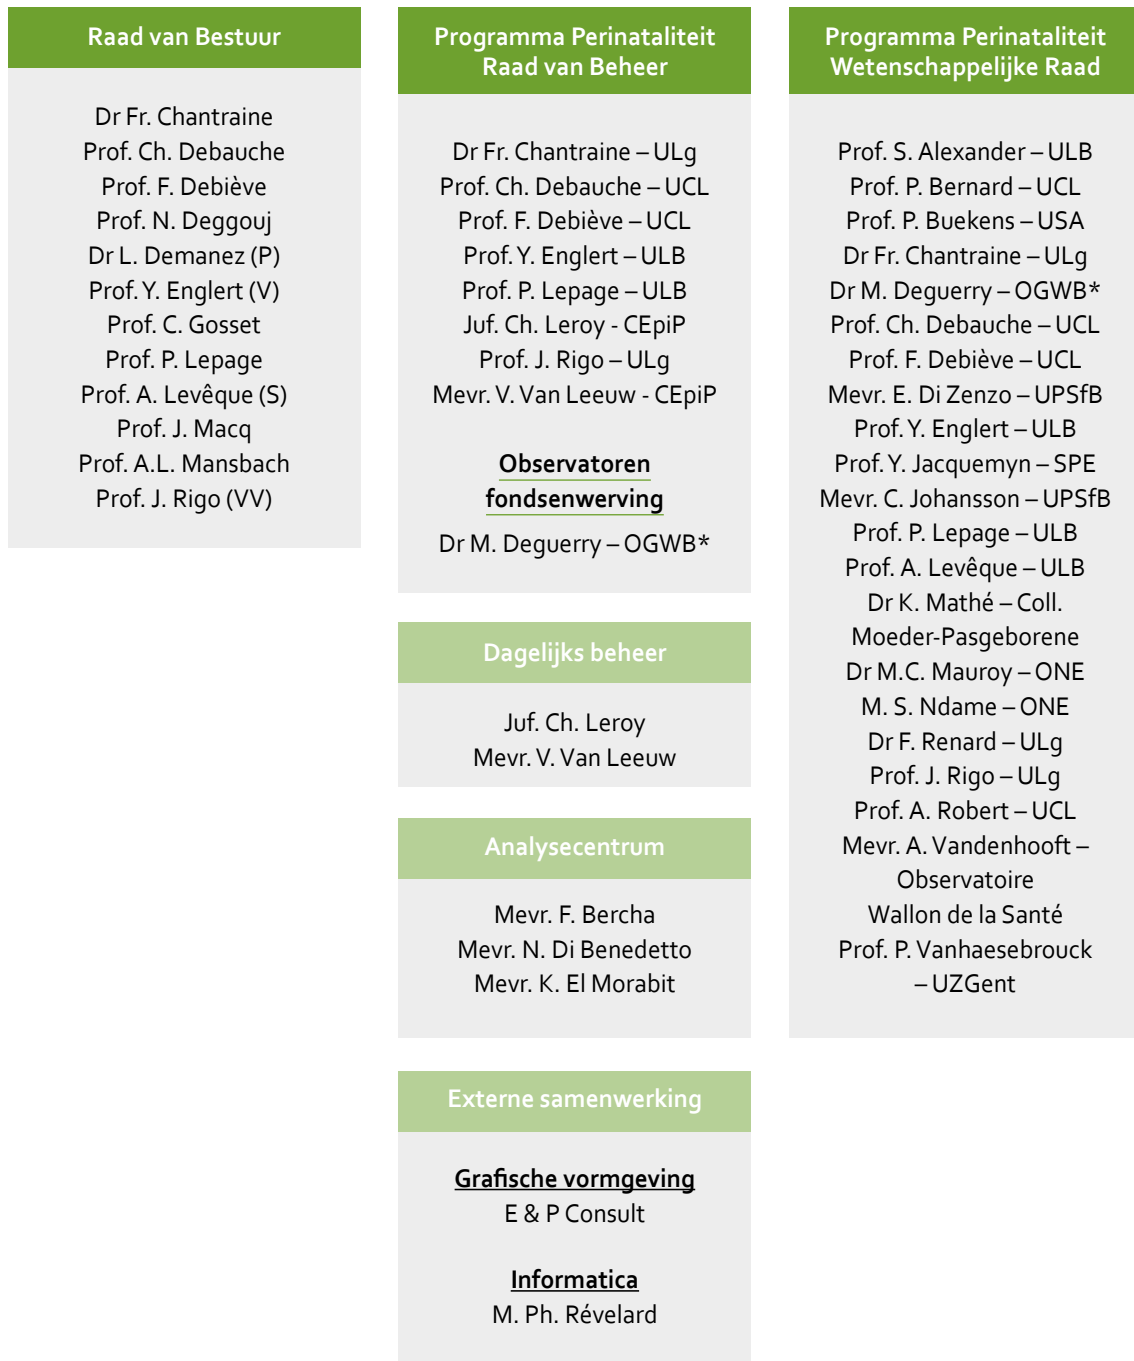 Raad van Bestuur
Dr Fr. Chantraine
Prof. Ch. Debauche
Prof. F. Debiève
Prof. N. Deggouj
Dr L. Demanez (P)
Prof. Y. Englert (V)
Prof. C. Gosset
Prof. P. Lepage
Prof. A. Levêque (S)
Prof. J. Macq
Prof. A.L. Mansbach
Prof. J. Rigo (VV)
Programma Perinataliteit
Raad van Beheer
Dr Fr. Chantraine – ULg
Prof. Ch. Debauche – UCL
Prof. F. Debiève – UCL
Prof. Y. Englert – ULB
Prof. P. Lepage – ULB
Juf. Ch. Leroy - CEpiP
Prof. J. Rigo – ULg
Mevr. V. Van Leeuw - CEpiP
Observatoren
fondsenwerving
Dr M. Deguerry – OGWB*
Dagelijks beheer
Juf. Ch. Leroy
Mevr. V. Van Leeuw
Analysecentrum
Mevr. F. Bercha
Mevr. N. Di Benedetto
Mevr. K. El Morabit
Externe samenwerking
Grafische vormgeving
E & P Consult
Informatica
M. Ph. Révelard
Programma Perinataliteit
Wetenschappelijke Raad
Prof. S. Alexander – ULB
Prof. P. Bernard – UCL
Prof. P. Buekens – USA
Dr Fr. Chantraine – ULg
Dr M. Deguerry – OGWB*
Prof. Ch. Debauche – UCL
Prof. F. Debiève – UCL
Mevr. E. Di Zenzo – UPSfB
Prof. Y. Englert – ULB
Prof. Y. Jacquemyn – SPE
Mevr. C. Johansson – UPSfB
Prof. P. Lepage – ULB
Prof. A. Levêque – ULB
Dr K. Mathé – Coll.
Moeder-Pasgeborene
Dr M.C. Mauroy – ONE
M. S. Ndame – ONE
Dr F. Renard – ULg
Prof. J. Rigo – ULg
Prof. A. Robert – UCL
Mevr. A. Vandenhooft –
Observatoire
Wallon de la Santé
Prof. P. Vanhaesebrouck
– UZGent